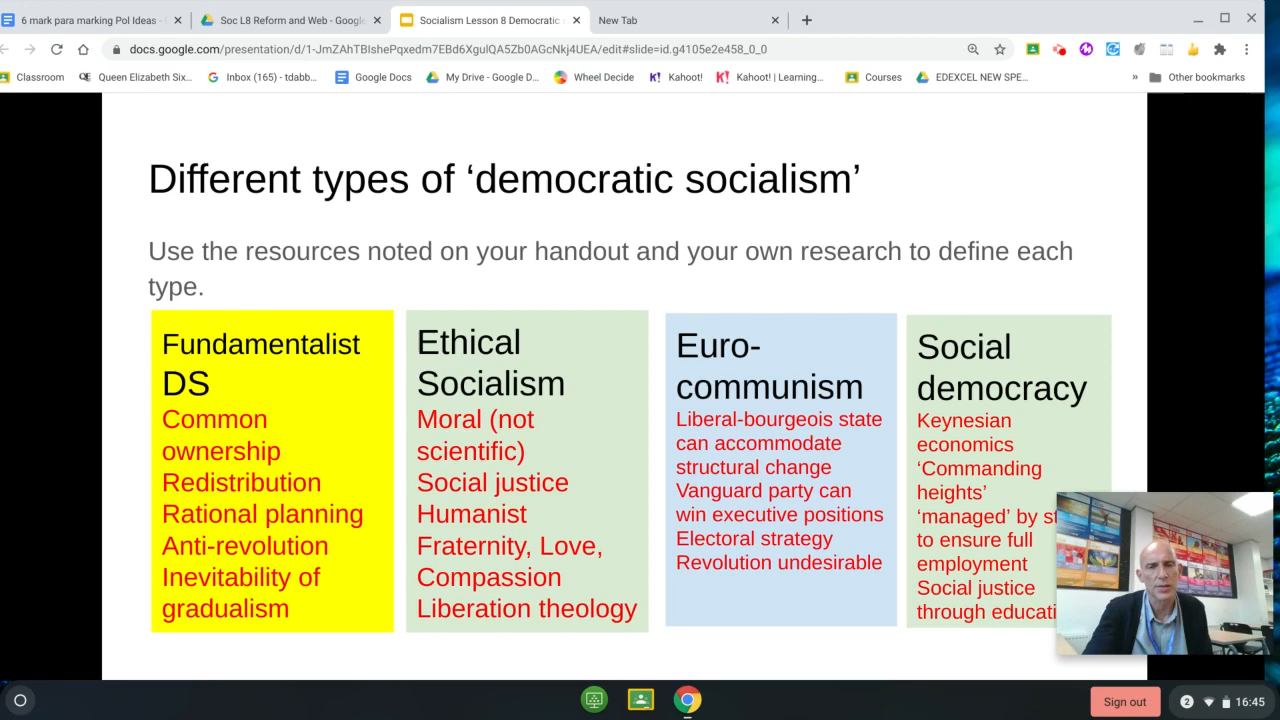 6 mark para marking Pol Ideas -
Soc L8 Reform and Web - Google
Socialism Lesson 8 Democratic
New Tab
docs.google.com/presentation/d/1-JmZAhTBIshePqxedm7EBd6XgulQA5Zb0AGcNkj4UEA/edit#slide=id.g4105e2e458_0_0
Classroom
Queen Elizabeth Six...
Inbox (165) - tdabb...
Google Docs
My Drive - Google D...
Wheel Decide
Kahoot!
Kahoot! | Learning...
Courses
EDEXCEL NEW SPE...
» Other bookmarks
Different types of ‘democratic socialism’
Use the resources noted on your handout and your own research to define each
type.
Fundamentalist
DS
Common
ownership
Redistribution
Rational planning
Anti-revolution
Inevitability of
gradualism
Ethical
Socialism
Moral (not
scientific)
Social justice
Humanist
Fraternity, Love,
Compassion
Liberation theology
Euro-
communism
Liberal-bourgeois state
can accommodate
structural change
Vanguard party can
win executive positions
Electoral strategy
Revolution undesirable
Social
democracy
Keynesian
economics
‘Commanding
heights’
‘managed’ by st
to ensure full
employment
Social justice
through educati
Sign out
2
16:45